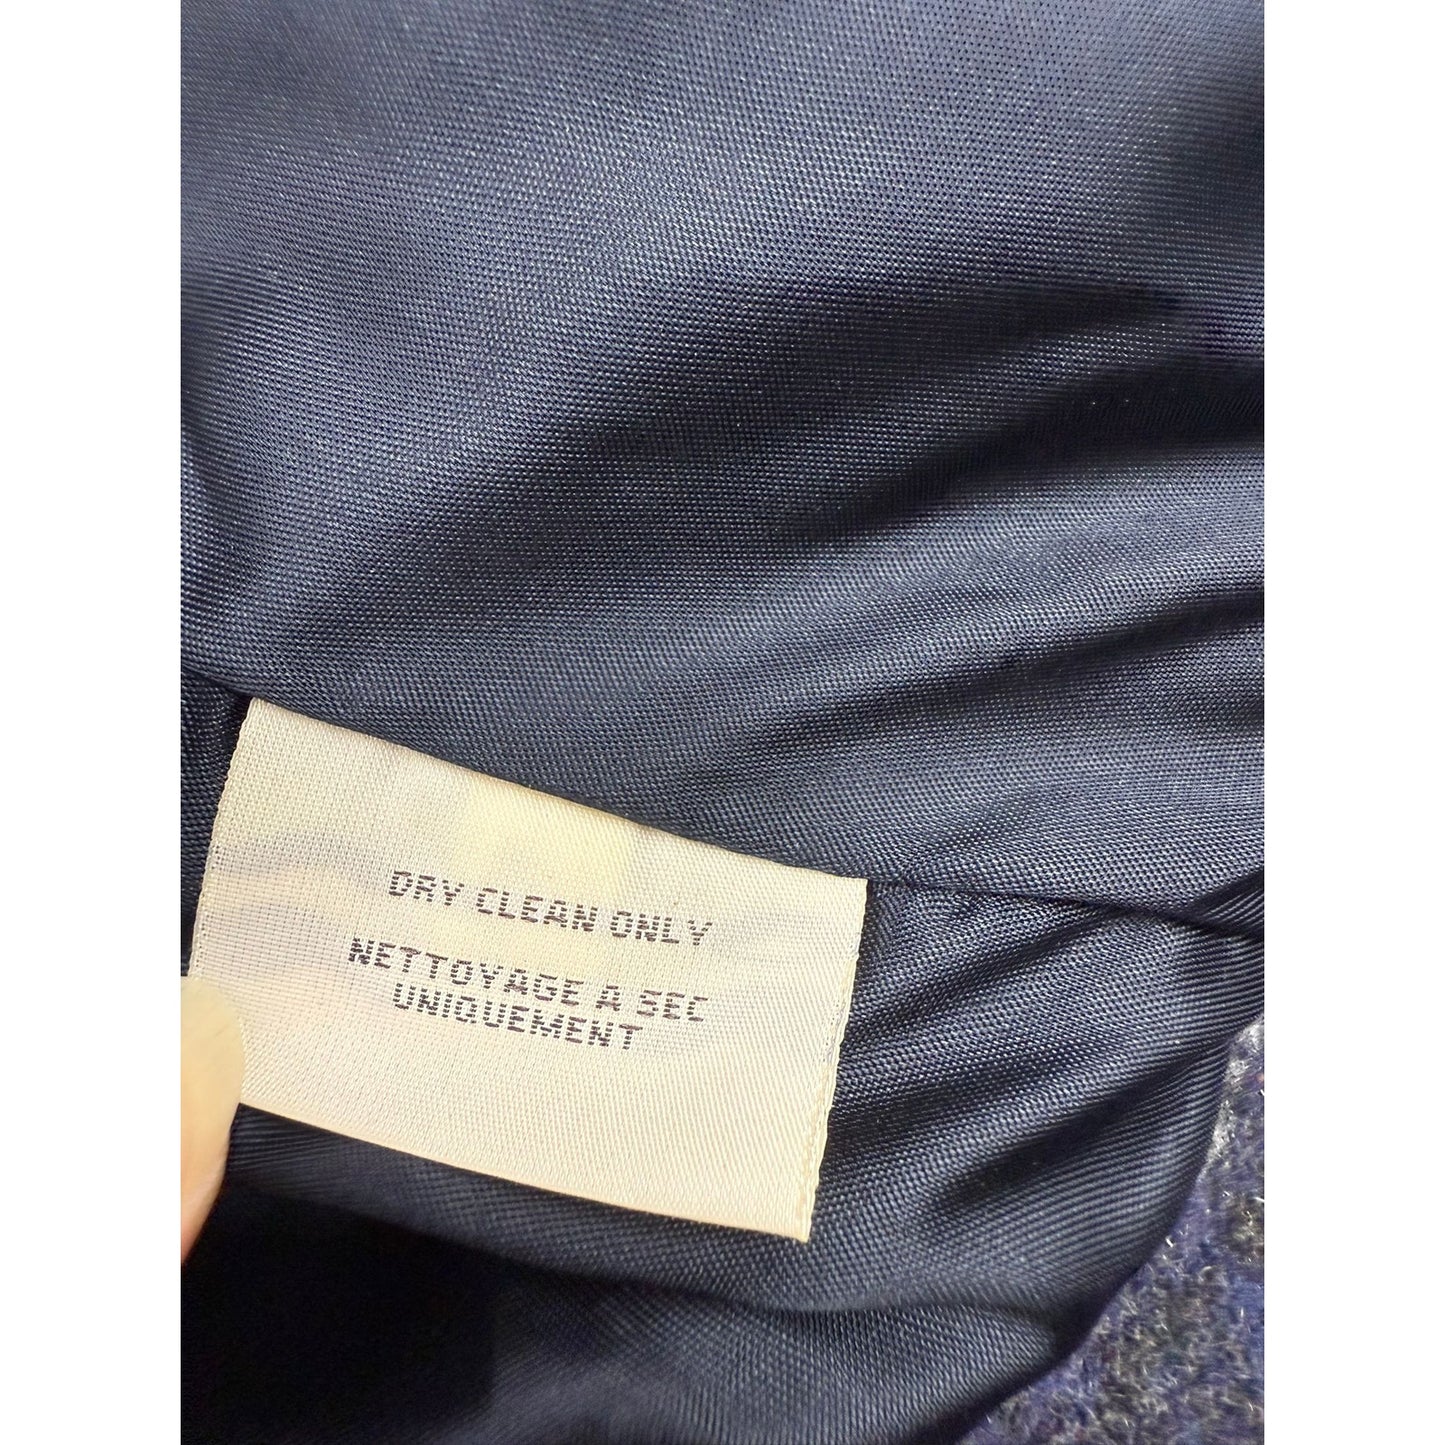 DRY CLEAN ONLY
NETTOYAGE A SEC
UNIQUEMENT